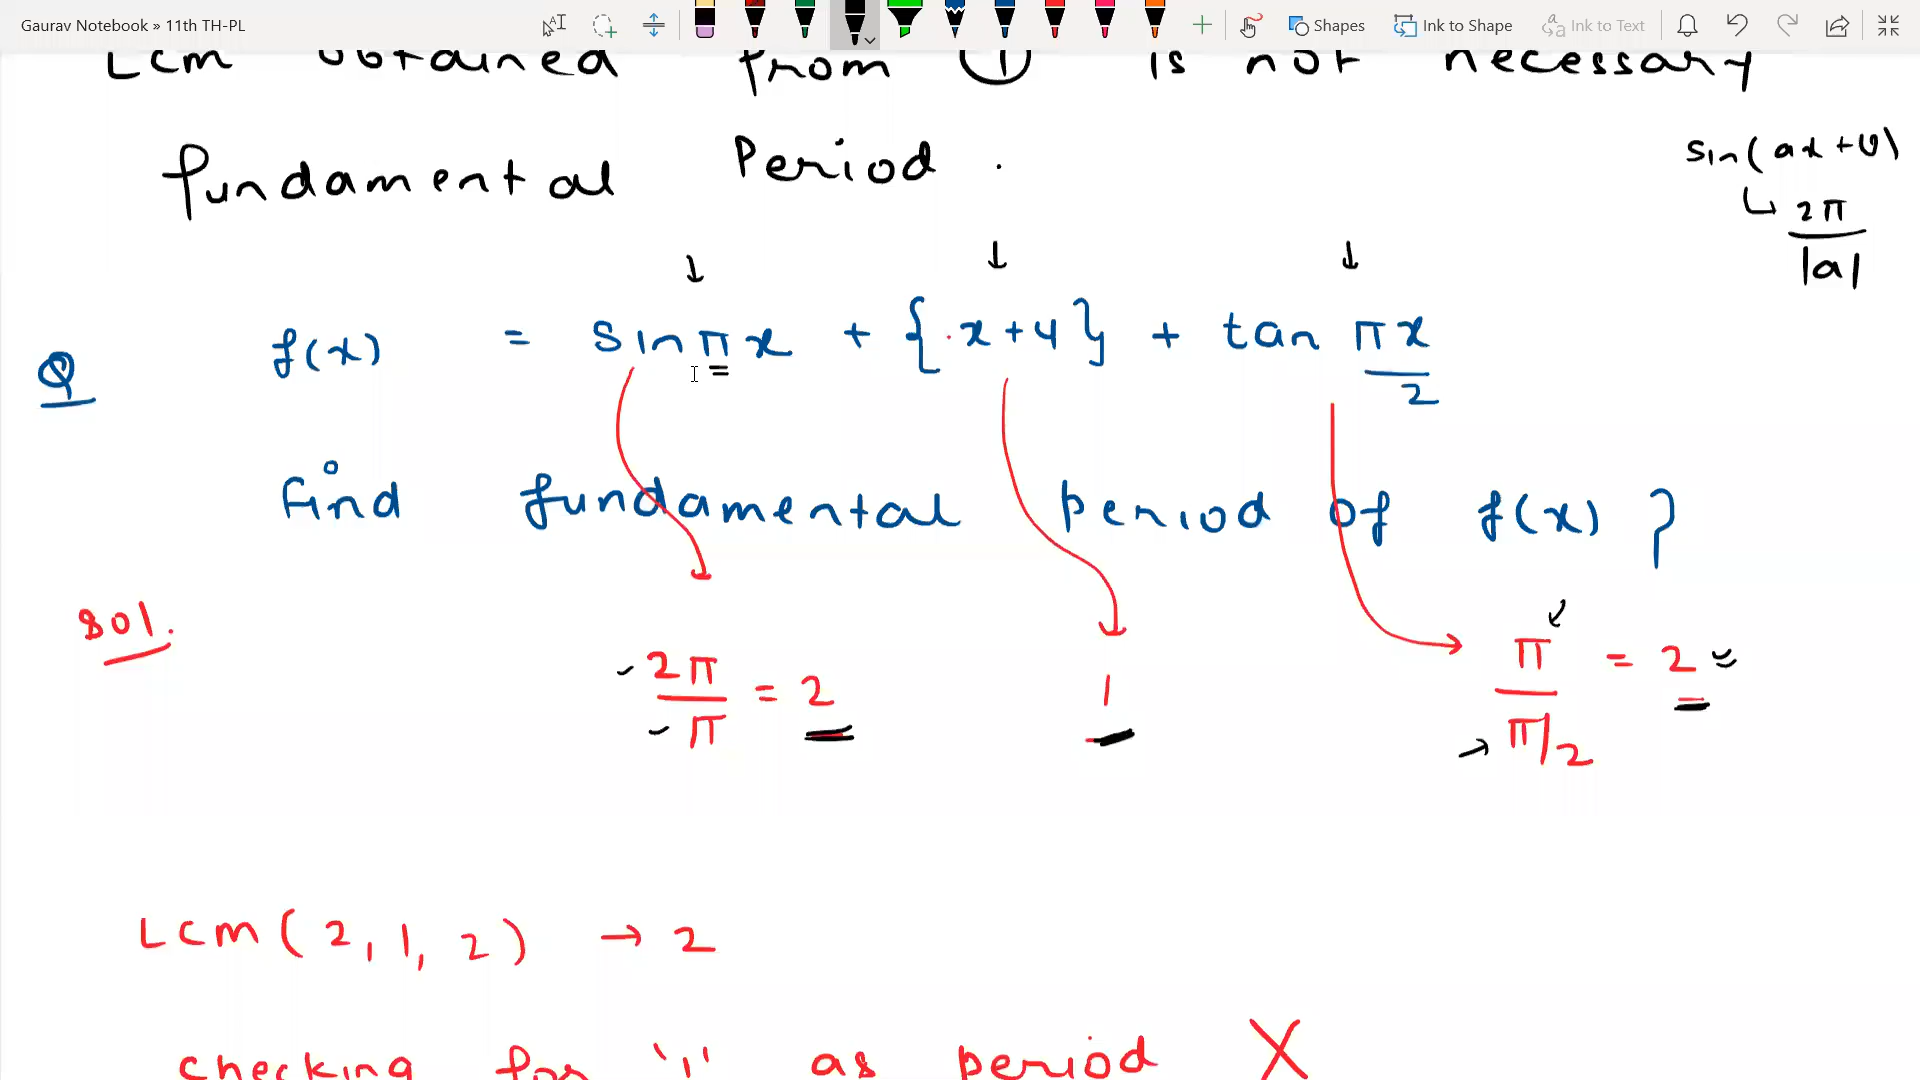 Gaurav Notebook » 11th TH-PL
Shapes
Ink to Shape
Ink to Text
Lcm obtained from ① is not necessary
fundamental Period .
sin(ax+b)
↳ 2π
|a|
↓ ↓ ↓
Q f(x) = sin πx + {x+4} + tan πx/2
find fundamental period of f(x) ?
Sol.
2π/π = 2 1 π/π/2 = 2
Lcm(2, 1, 2) → 2
checking for '1' as period X